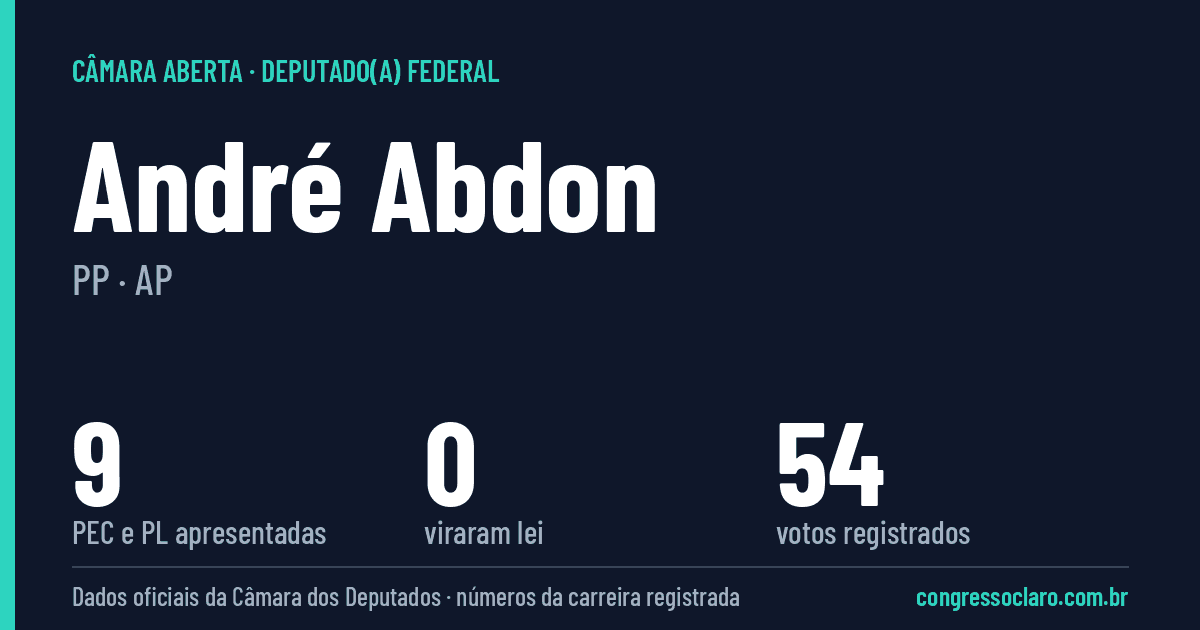 CÂMARA ABERTA · DEPUTADO(A) FEDERAL
André Abdon
PP · AP
9 0 54
PEC e PL apresentadas viraram lei votos registrados
Dados oficiais da Câmara dos Deputados · números da carreira registrada congressoclaro.com.br